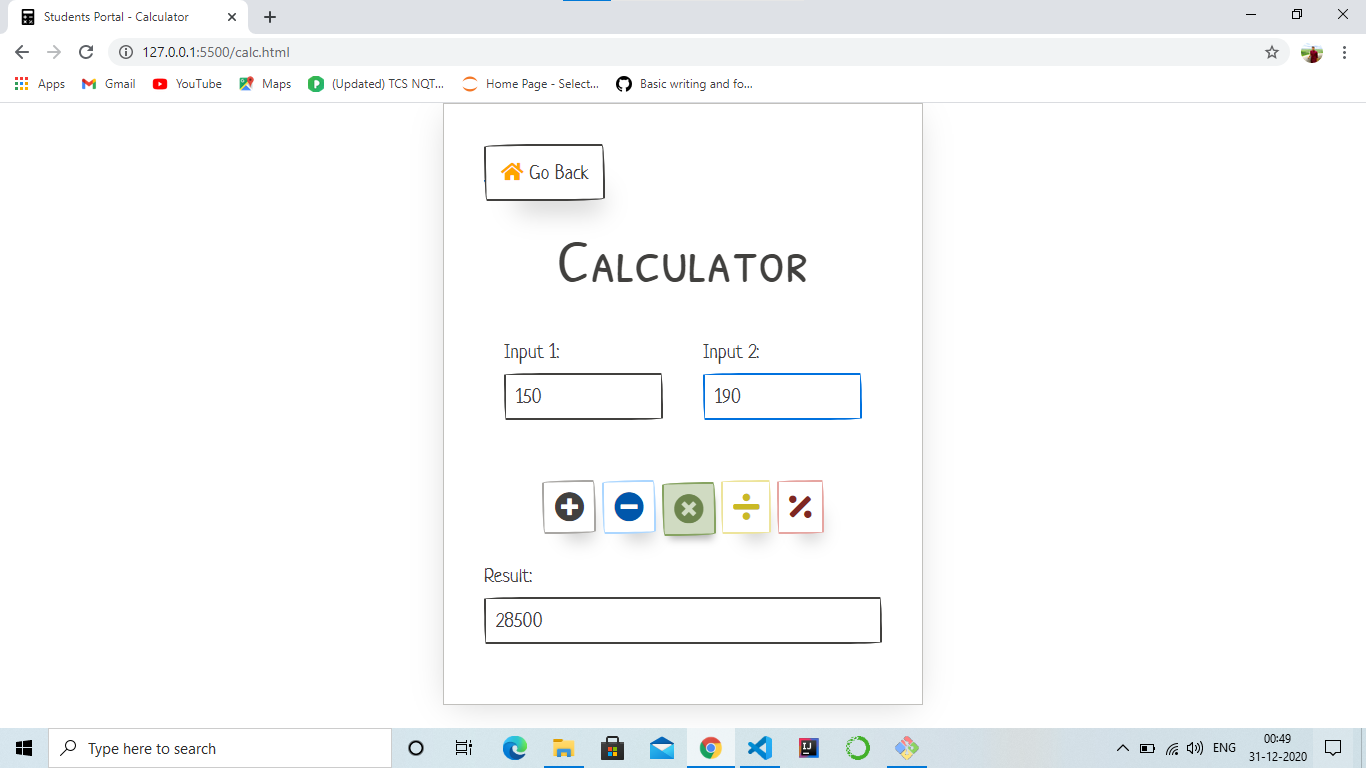 Students Portal - Calculator
127.0.0.1:5500/calc.html
Apps Gmail YouTube Maps (Updated) TCS NQT... Home Page - Select... Basic writing and fo...
Go Back
Calculator
Input 1: Input 2:
150 190
Result:
28500
Type here to search
ENG
00:49
31-12-2020